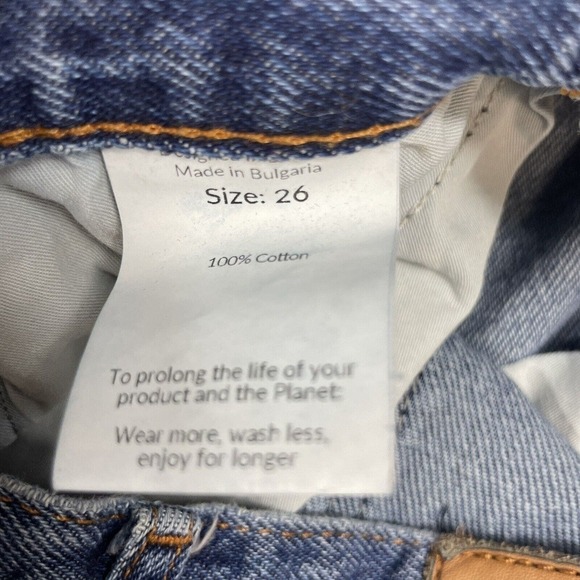 Made in Bulgaria
Size: 26
100% Cotton
To prolong the life of your
product and the Planet:
Wear more, wash less,
enjoy for longer